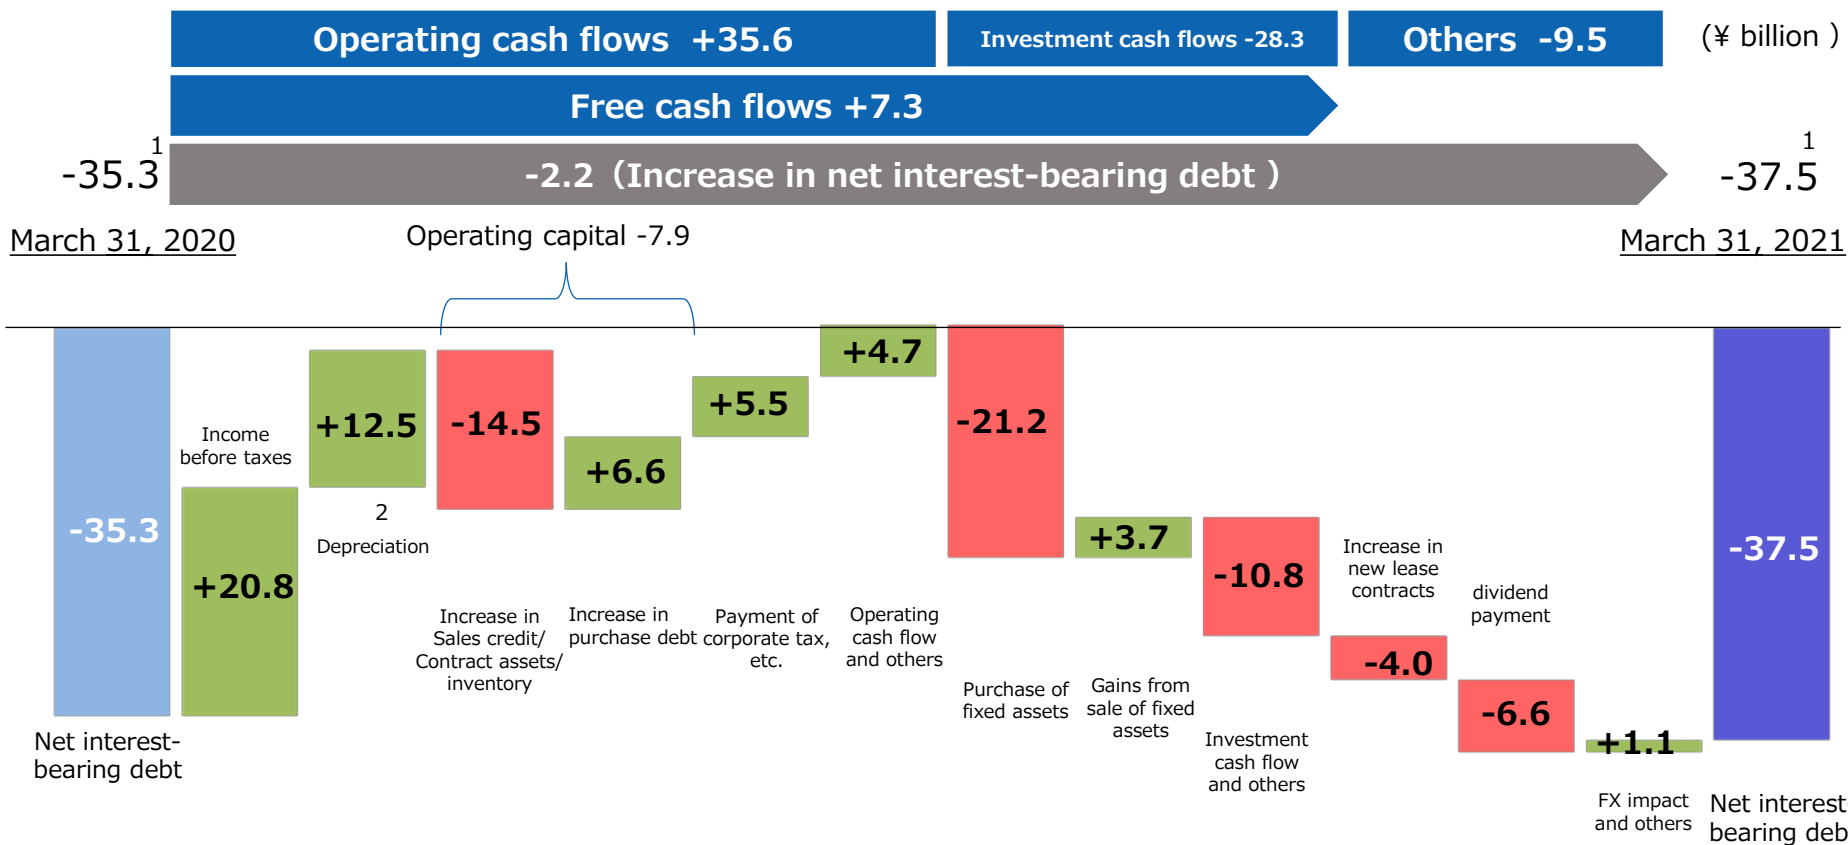 Operating cash flows +35.6
Investment cash flows -28.3
Others -9.5
(¥ billion )
Free cash flows +7.3
-35.3
1
-2.2 (Increase in net interest-bearing debt )
1
-37.5
March 31, 2020
Operating capital -7.9
March 31, 2021
-35.3
Net interest-
bearing debt
Income
before taxes
+20.8
+12.5
2
Depreciation
-14.5
Increase in
Sales credit/
Contract assets/
inventory
+6.6
Increase in
purchase debt
+5.5
Payment of
corporate tax,
etc.
+4.7
Operating
cash flow
and others
-21.2
Purchase of
fixed assets
+3.7
Gains from
sale of fixed
assets
-10.8
Investment
cash flow
and others
Increase in
new lease
contracts
-4.0
dividend
payment
-6.6
+1.1
FX impact
and others
-37.5
Net interest
bearing deb